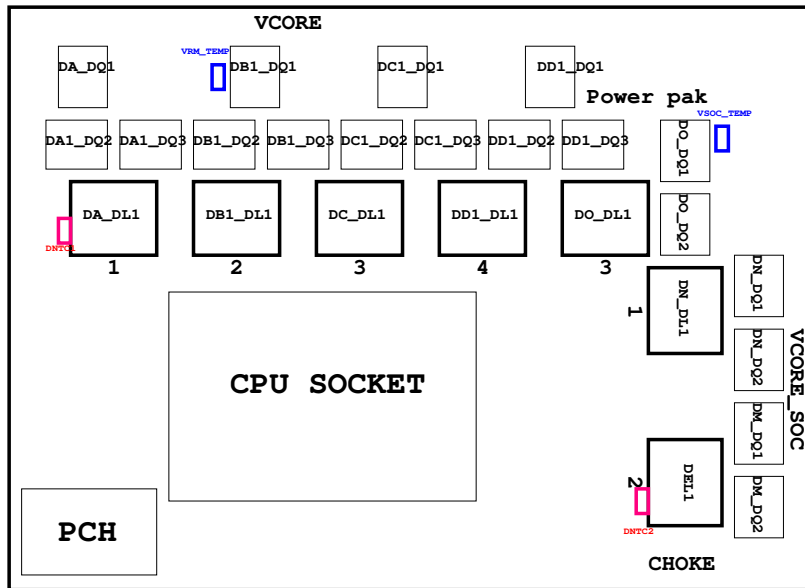 VCORE
DA_DQ1
VRM_TEMP
DB1_DQ1
DC1_DQ1
DD1_DQ1
Power pak
VSOC_TEMP
DA1_DQ2
DA1_DQ3
DB1_DQ2
DB1_DQ3
DC1_DQ2
DC1_DQ3
DD1_DQ2
DD1_DQ3
DO_DQ1
DA_DL1
DB1_DL1
DC_DL1
DD1_DL1
DO_DL1
DO_DQ2
DNTC1
1
2
3
4
3
1
DN_DL1
DN_DQ1
DN_DQ2
VCORE_SOC
CPU SOCKET
DM_DQ1
2
DEL1
DM_DQ2
DNTC2
PCH
CHOKE